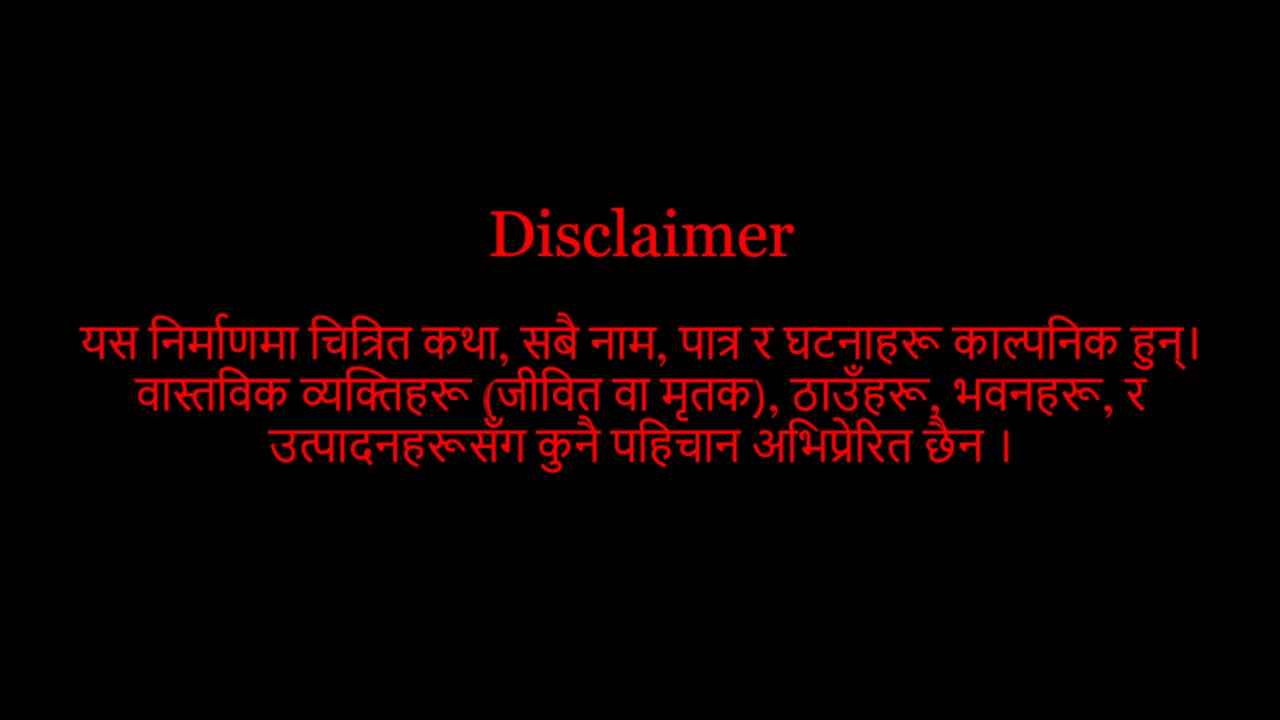 Disclaimer
यस निर्माणमा चित्रित कथा, सबै नाम, पात्र र घटनाहरू काल्पनिक हुन्।
वास्तविक व्यक्तिहरू (जीवित वा मृतक), ठाउँहरू, भवनहरू, र
उत्पादनहरूसँग कुनै पहिचान अभिप्रेरित छैन ।